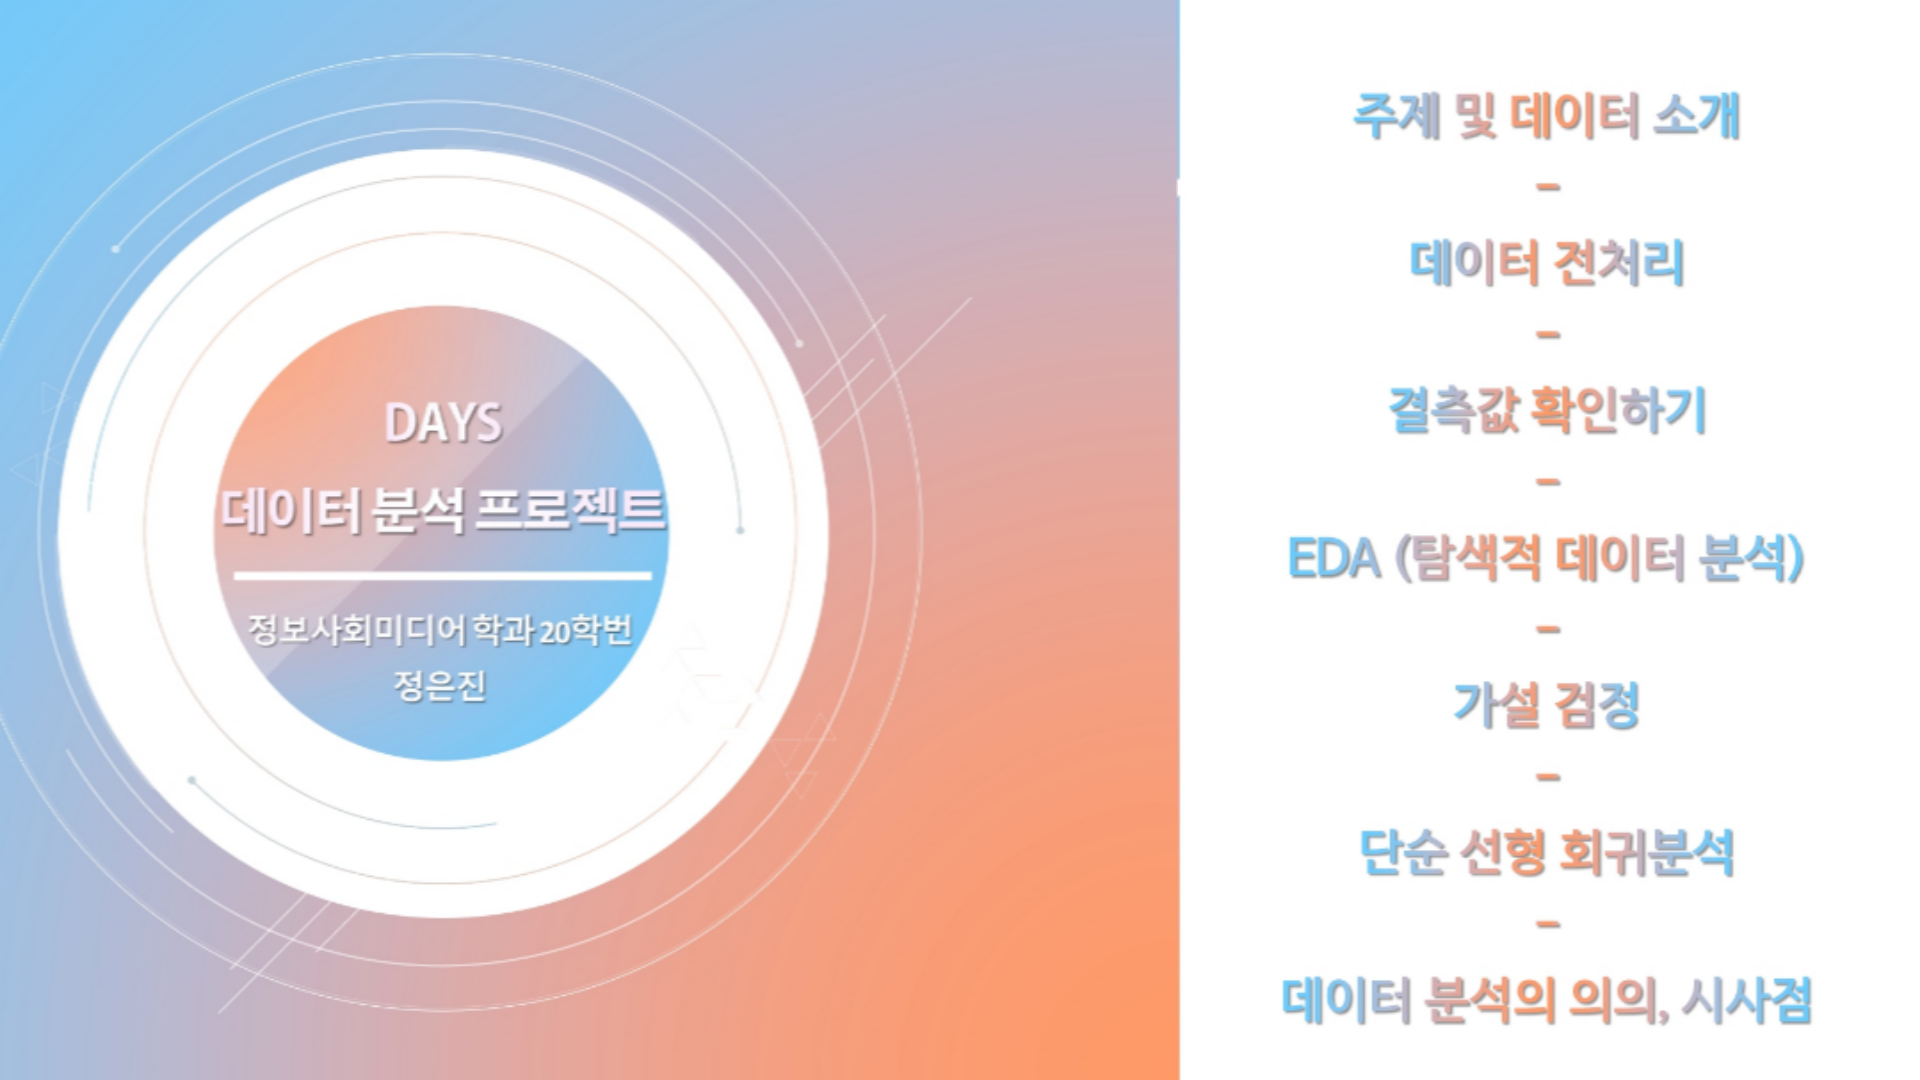 DAYS
데이터 분석 프로젝트
정보사회미디어 학과 20학번
정은진
주제 및 데이터 소개
–
데이터 전처리
–
결측값 확인하기
–
EDA (탐색적 데이터 분석)
–
가설 검정
–
단순 선형 회귀분석
–
데이터 분석의 의의, 시사점